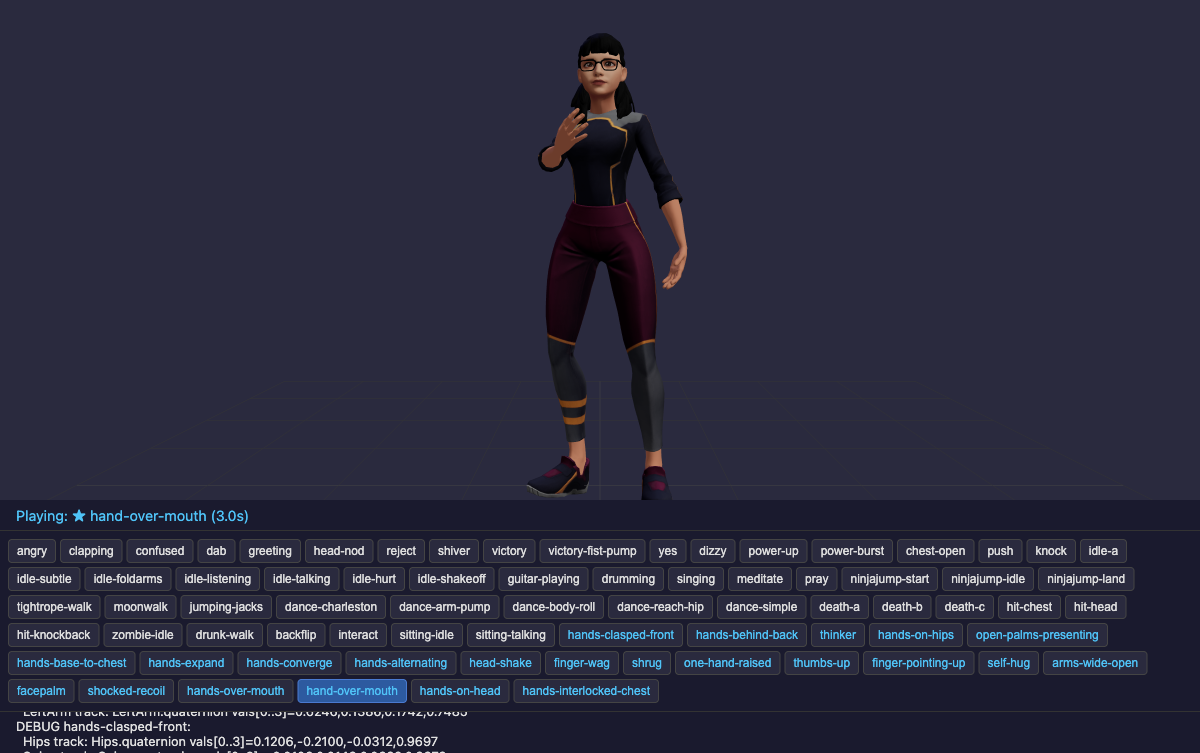 Playing: ★ hand-over-mouth (3.0s)
angry clapping confused dab greeting head-nod reject shiver victory victory-fist-pump yes dizzy power-up power-burst chest-open push knock idle-a
idle-subtle idle-foldarms idle-listening idle-talking idle-hurt idle-shakeoff guitar-playing drumming singing meditate pray ninjajump-start ninjajump-idle ninjajump-land
tightrope-walk moonwalk jumping-jacks dance-charleston dance-arm-pump dance-body-roll dance-reach-hip dance-simple death-a death-b death-c hit-chest hit-head
hit-knockback zombie-idle drunk-walk backflip interact sitting-idle sitting-talking hands-clasped-front hands-behind-back thinker hands-on-hips open-palms-presenting
hands-base-to-chest hands-expand hands-converge hands-alternating head-shake finger-wag shrug one-hand-raised thumbs-up finger-pointing-up self-hug arms-wide-open
facepalm shocked-recoil hands-over-mouth hand-over-mouth hands-on-head hands-interlocked-chest
LeftArm track: LeftArm.quaternion
DEBUG hands-clasped-front:
Hips track: Hips.quaternion vals[0..3]=0.1206,-0.2100,-0.0312,0.9697